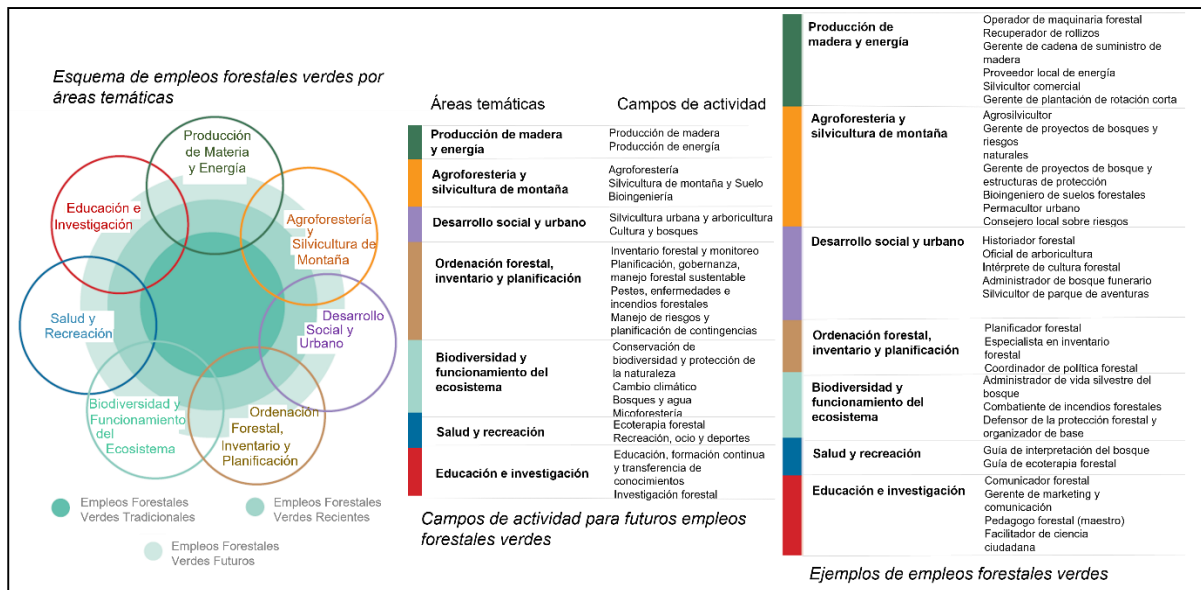 Esquema de empleos forestales verdes por
áreas temáticas
Producción
de Materia
y Energía
Educación e
Investigación
Agroforestería
y
Silvicultura de
Montaña
Salud y
Recreación
Desarrollo
Social y
Urbano
Biodiversidad y
Funcionamiento
del
Ecosistema
Ordenación
Forestal,
Inventario y
Planificación
Empleos Forestales
Verdes Tradicionales
Empleos Forestales
Verdes Recientes
Empleos Forestales
Verdes Futuros
Áreas temáticas
Campos de actividad
Producción de madera
y energía
Producción de madera
Producción de energía
Agroforesteria y
silvicultura de montaña
Agroforestería
Silvicultura de montaña y Suelo
Bioingeniería
Desarrollo social y urbano
Silvicultura urbana y arboricultura
Cultura y bosques
Ordenación forestal,
inventario y planificación
Inventario forestal y monitoreo
Planificación, gobernanza,
manejo forestal sustentable
Pestes, enfermedades e
incendios forestales
Manejo de riesgos y
planificación de contingencias
Biodiversidad y
funcionamiento del
ecosistema
Conservación de
biodiversidad y protección de
la naturaleza
Cambio climático
Bosques y agua
Micoforestería
Salud y recreación
Ecoterapia forestal
Recreación, ocio y deportes
Educación e investigación
Educación, formación continua
y transferencia de
conocimientos
Investigación forestal
Campos de actividad para futuros empleos
forestales verdes
Producción de
madera y energía
Operador de maquinaria forestal
Recuperador de rollizos
Gerente de cadena de suministro de
madera
Proveedor local de energía
Silvicultor comercial
Gerente de plantación de rotación corta
Agroforesteria y
silvicultura de montaña
Agrosilvicultor
Gerente de proyectos de bosques y
riesgos
naturales
Gerente de proyectos de bosque y
estructuras de protección
Bioingeniero de suelos forestales
Permacultor urbano
Consejero local sobre riesgos
Desarrollo social y urbano
Historiador forestal
Oficial de arboricultura
Intérprete de cultura forestal
Administrador de bosque funerario
Silvicultor de parque de aventuras
Ordenación forestal,
inventario y planificación
Planificador forestal
Especialista en inventario
forestal
Coordinador de política forestal
Biodiversidad y
funcionamiento del
ecosistema
Administrador de vida silvestre del
bosque
Combatiente de incendios forestales
Defensor de la protección forestal y
organizador de base
Salud y recreación
Guía de interpretación del bosque
Guía de ecoterapia forestal
Educación e investigación
Comunicador forestal
Gerente de marketing y
comunicación
Pedagogo forestal (maestro)
Facilitador de ciencia
ciudadana
Ejemplos de empleos forestales verdes